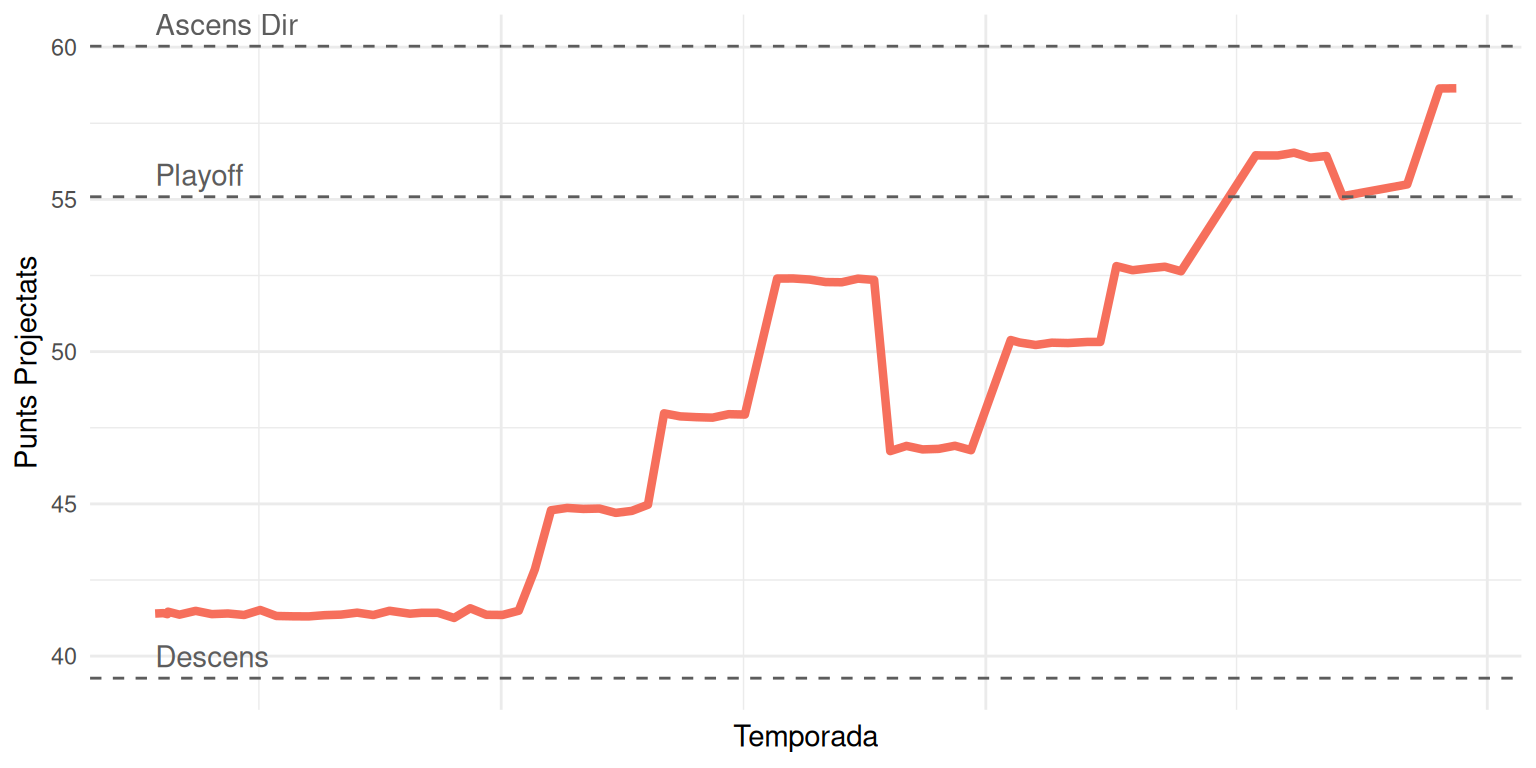 Ascens Dir
60
Playoff
55
Punts Projectats
50
45
Descens
40
Temporada